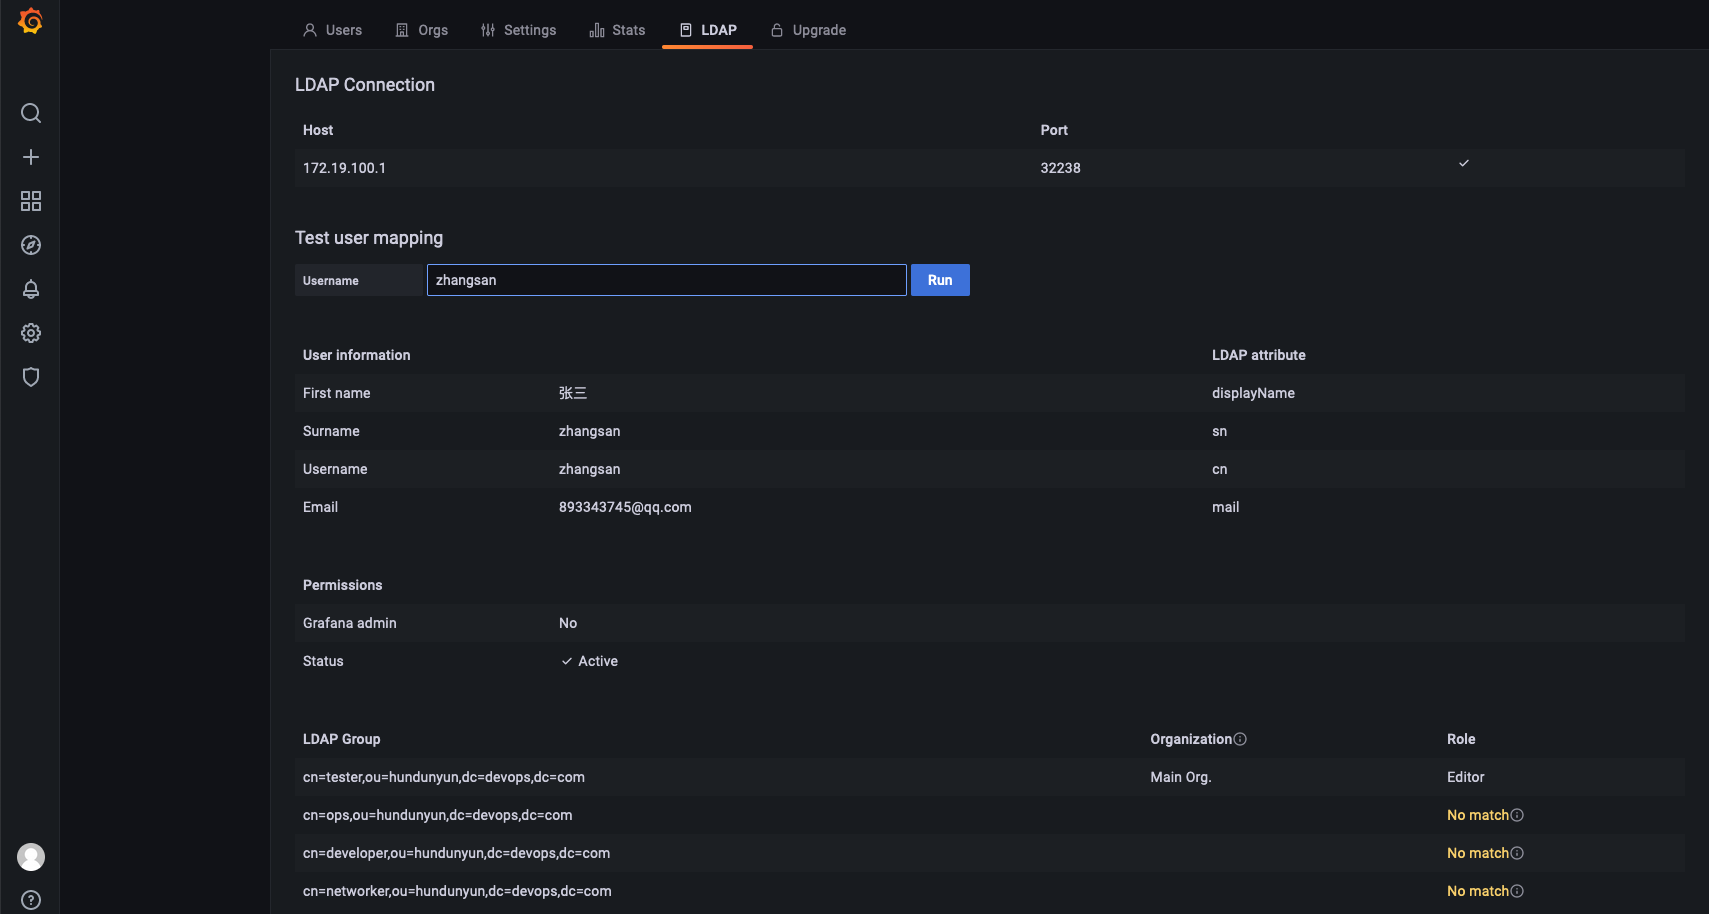 Users Orgs Settings Stats LDAP Upgrade
LDAP Connection
Host Port
172.19.100.1 32238
Test user mapping
Username zhangsan Run
User information LDAP attribute
First name 张三 displayName
Surname zhangsan sn
Username zhangsan cn
Email 893343745@qq.com mail
Permissions
Grafana admin No
Status Active
LDAP Group Organization Role
cn=tester,ou=hundunyun,dc=devops,dc=com Main Org. Editor
cn=ops,ou=hundunyun,dc=devops,dc=com No match
cn=developer,ou=hundunyun,dc=devops,dc=com No match
cn=networker,ou=hundunyun,dc=devops,dc=com No match